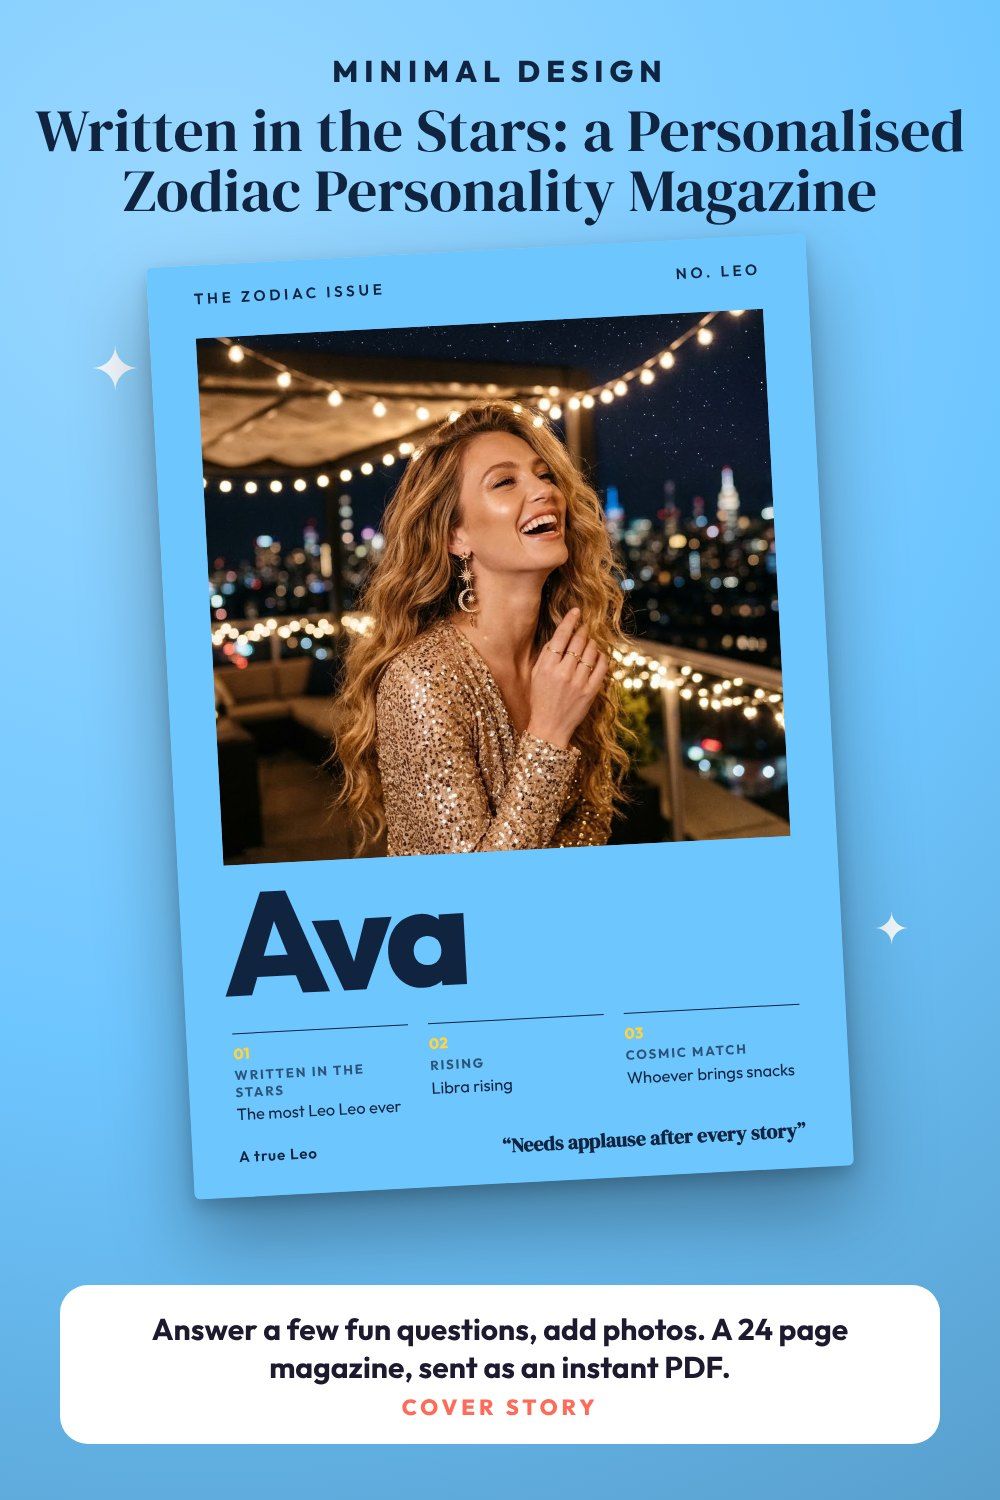 MINIMAL DESIGN
Written in the Stars: a Personalised
Zodiac Personality Magazine
THE ZODIAC ISSUE
NO. LEO
Ava
01
WRITTEN IN THE
STARS
The most Leo Leo ever
02
RISING
Libra rising
03
COSMIC MATCH
Whoever brings snacks
A true Leo
“Needs applause after every story”
Answer a few fun questions, add photos. A 24 page
magazine, sent as an instant PDF.
COVER STORY